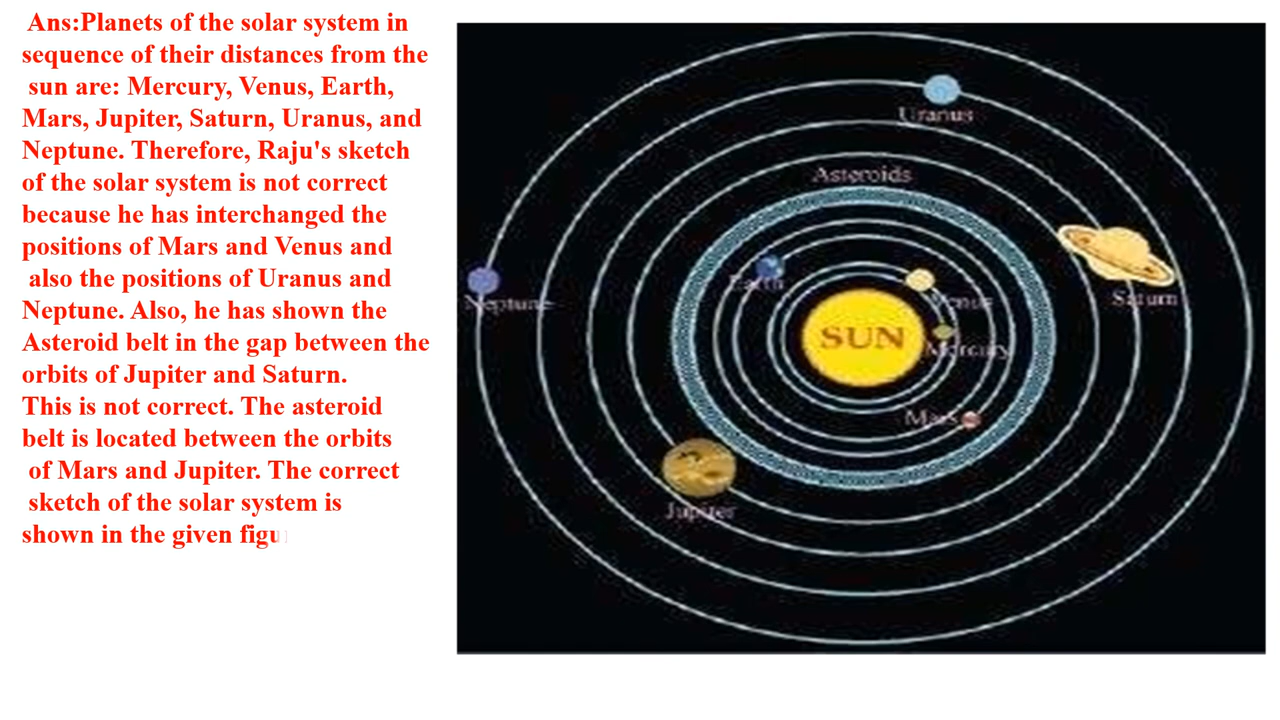 Ans:Planets of the solar system in
sequence of their distances from the
sun are: Mercury, Venus, Earth,
Mars, Jupiter, Saturn, Uranus, and
Neptune. Therefore, Raju's sketch
of the solar system is not correct
because he has interchanged the
positions of Mars and Venus and
also the positions of Uranus and
Neptune. Also, he has shown the
Asteroid belt in the gap between the
orbits of Jupiter and Saturn.
This is not correct. The asteroid
belt is located between the orbits
of Mars and Jupiter. The correct
sketch of the solar system is
shown in the given figu
Uranus
Asteroids
Earth
Venus
Neptune
Saturn
SUN
Mercury
Mars
Jupiter